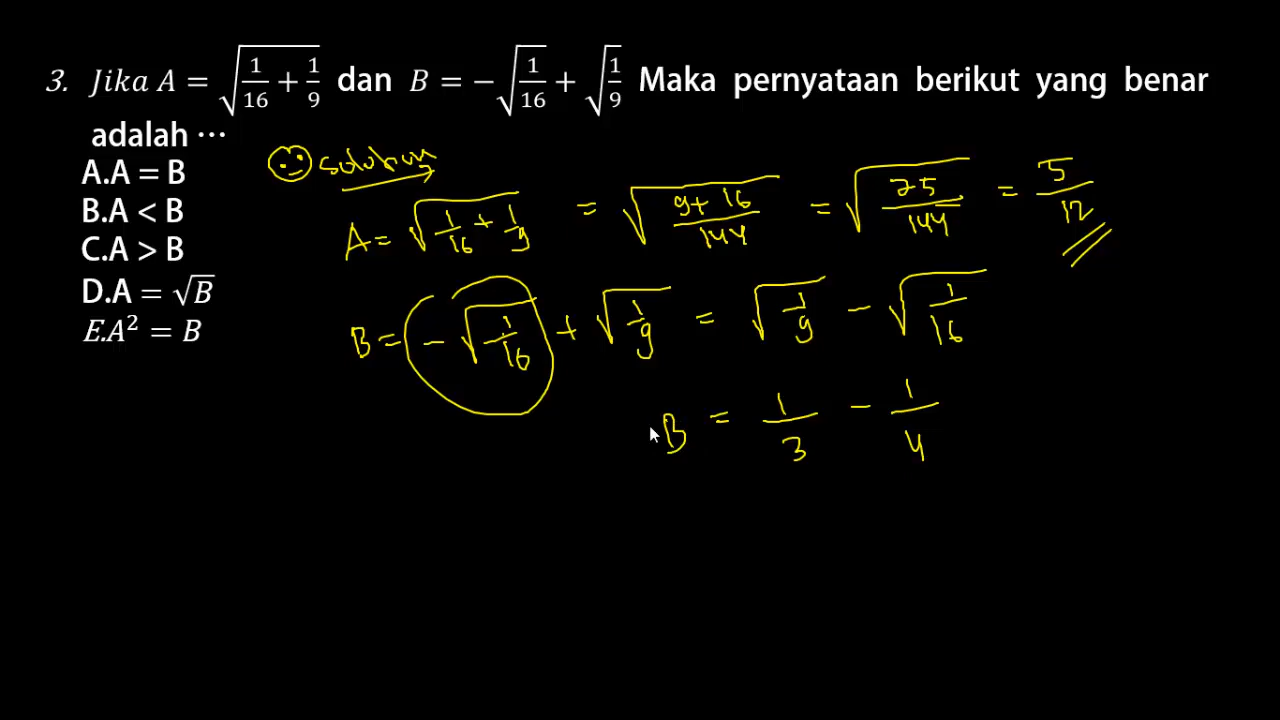 3. Jika A = √(1/16 + 1/9) dan B = −√(1/16) + √(1/9) Maka pernyataan berikut yang benar
adalah ⋯
A.A = B
B.A < B
C.A > B
D.A = √B
E.A² = B
A = √(1/16 + 1/9) = √((9+16)/144) = √(25/144) = 5/12
B = −√(1/16) + √(1/9) = √(1/9) − √(1/16)
B = 1/3 − 1/4